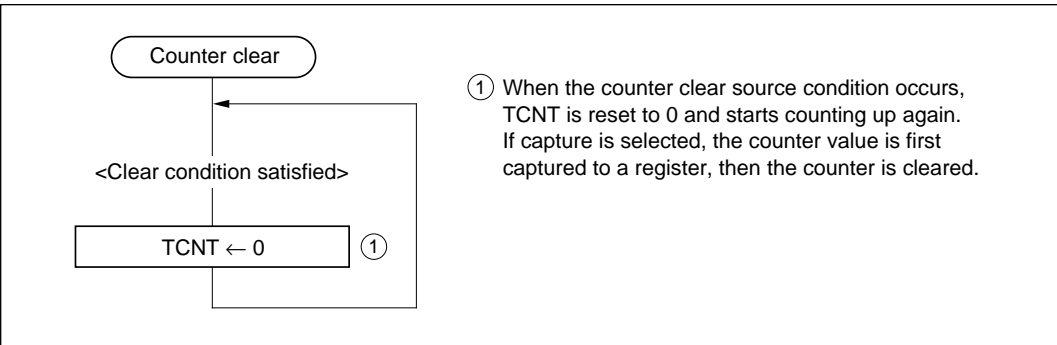 Counter clear
<Clear condition satisfied>
TCNT ← 0
①
① When the counter clear source condition occurs,
TCNT is reset to 0 and starts counting up again.
If capture is selected, the counter value is first
captured to a register, then the counter is cleared.